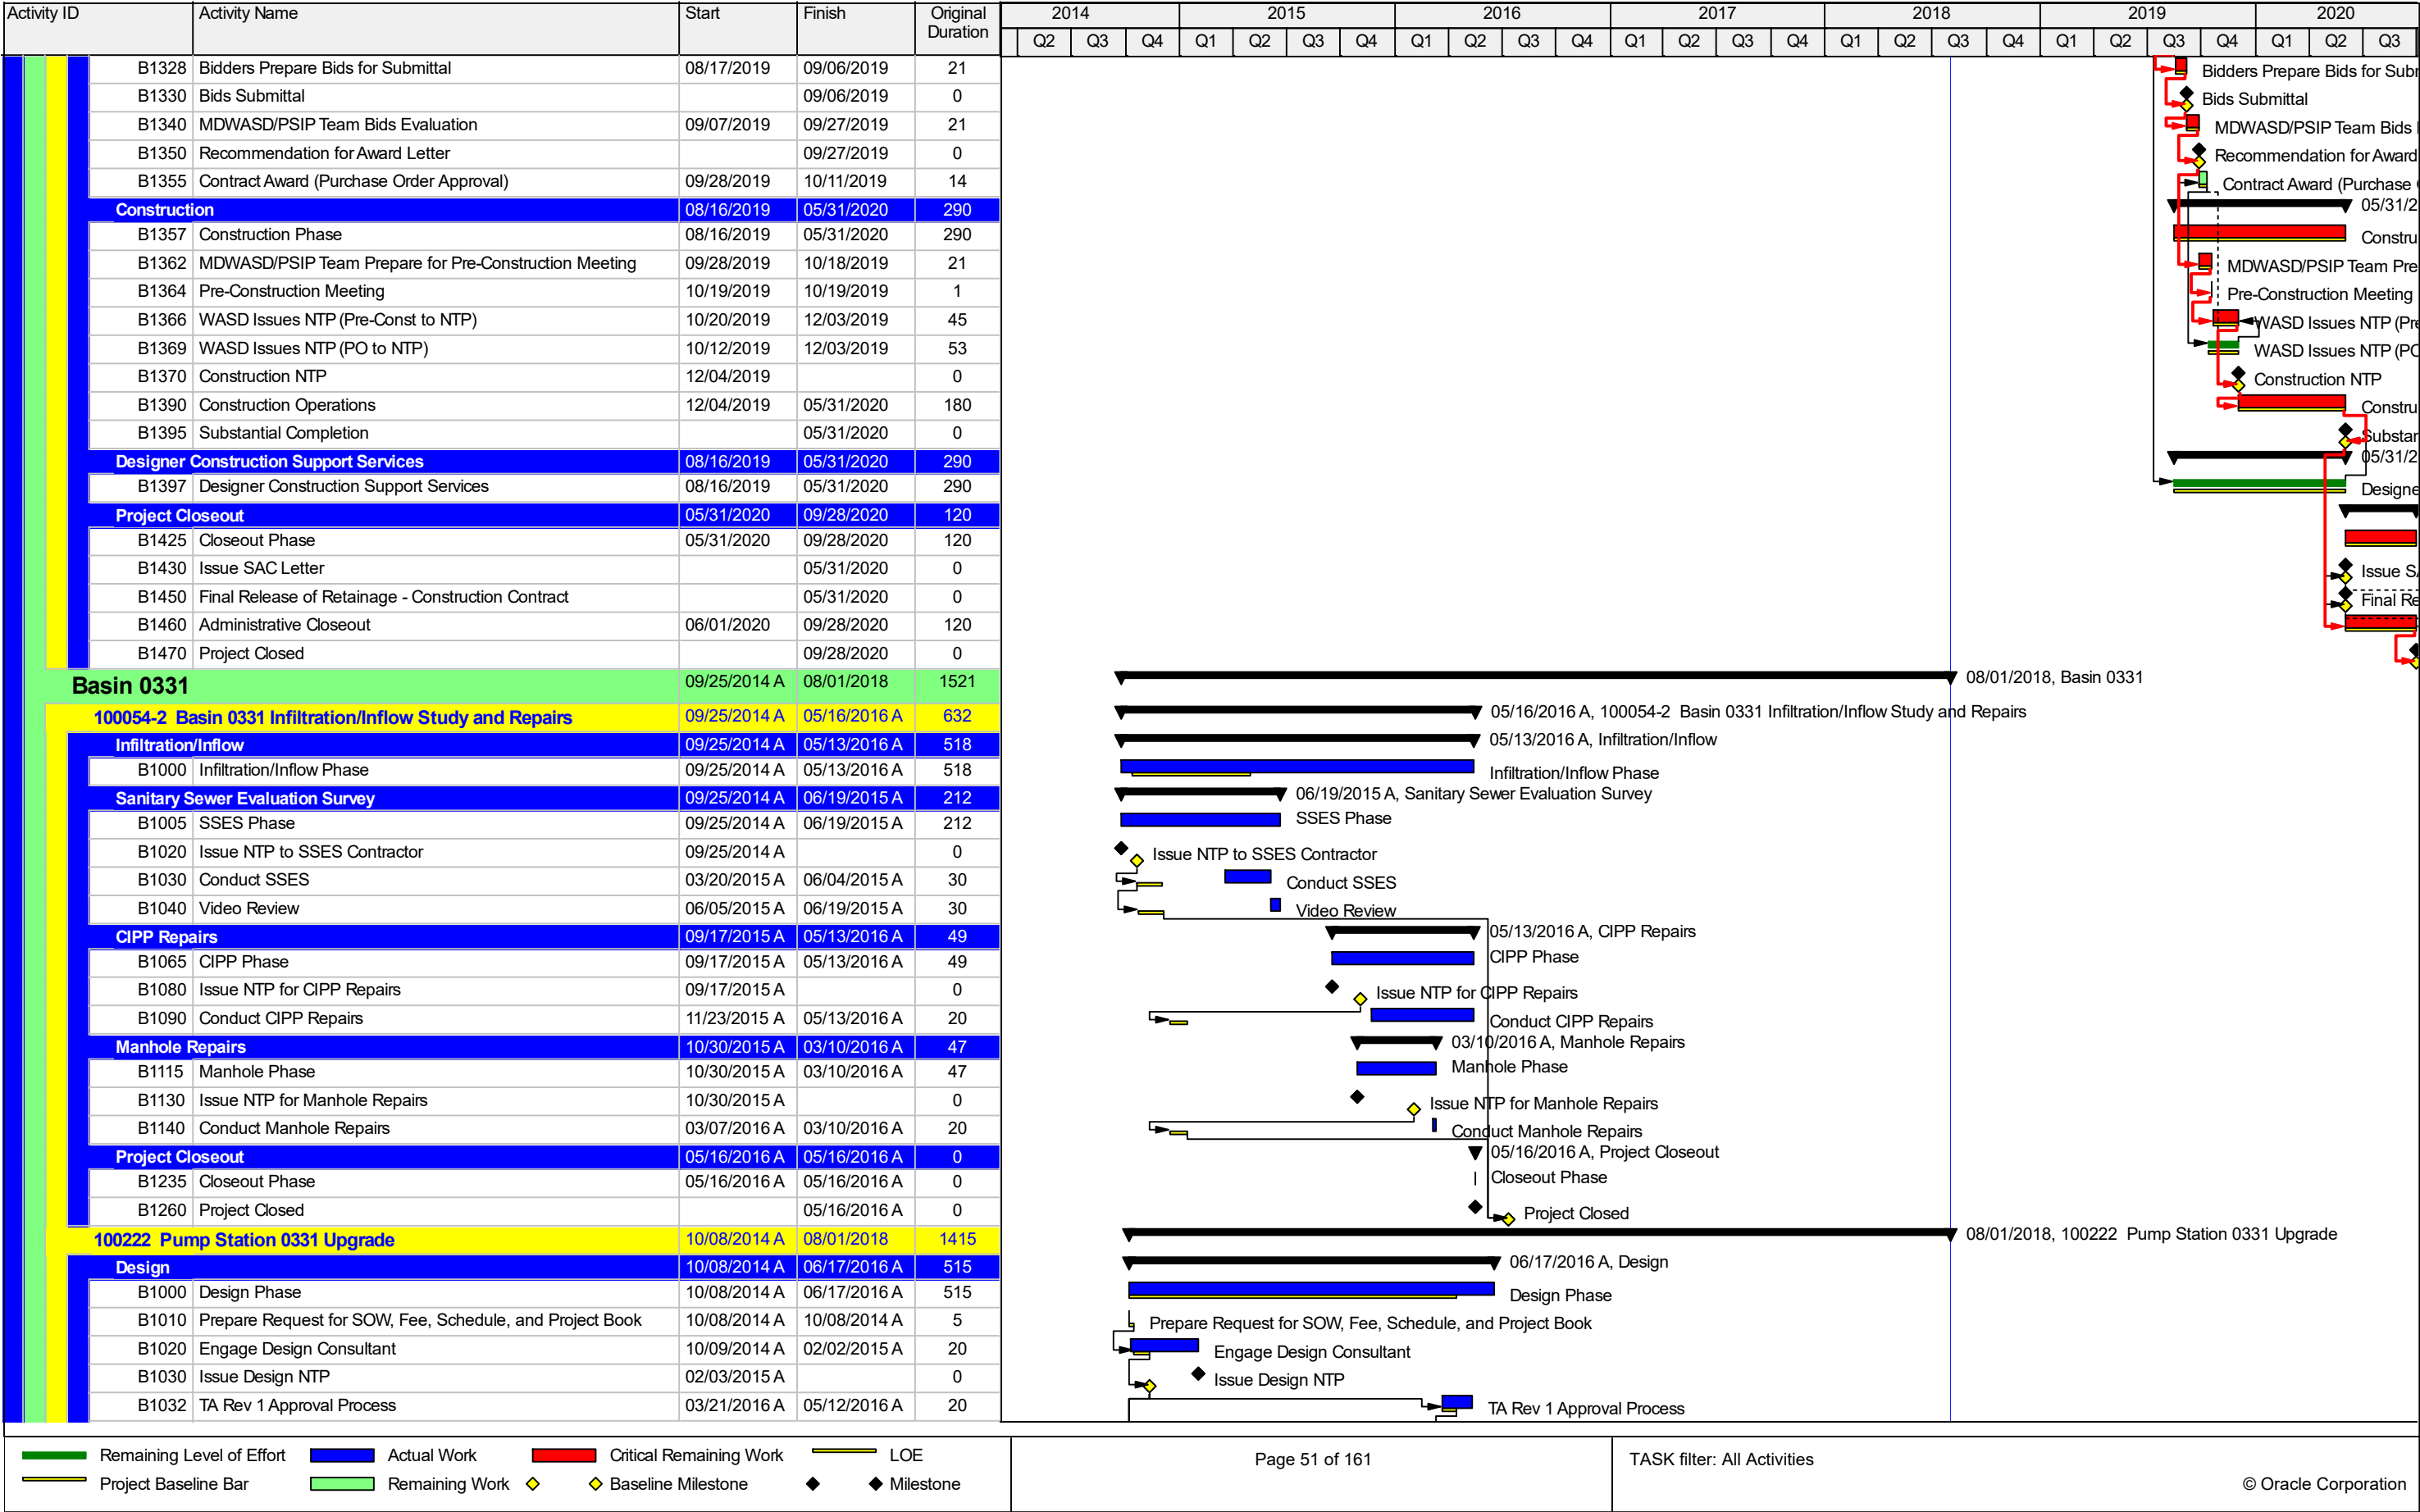 Activity ID Activity Name Start Finish Original Duration 2014 2015 2016 2017 2018 2019 2020
Q2 Q3 Q4 Q1 Q2 Q3 Q4 Q1 Q2 Q3 Q4 Q1 Q2 Q3 Q4 Q1 Q2 Q3 Q4 Q1 Q2 Q3 Q4 Q1 Q2 Q3
B1328 Bidders Prepare Bids for Submittal 08/17/2019 09/06/2019 21 Bidders Prepare Bids for Subm
B1330 Bids Submittal 09/06/2019 0 Bids Submittal
B1340 MDWASD/PSIP Team Bids Evaluation 09/07/2019 09/27/2019 21 MDWASD/PSIP Team Bids
B1350 Recommendation for Award Letter 09/27/2019 0 Recommendation for Award
B1355 Contract Award (Purchase Order Approval) 09/28/2019 10/11/2019 14 Contract Award (Purchase
Construction 08/16/2019 05/31/2020 290 05/31/2
B1357 Construction Phase 08/16/2019 05/31/2020 290 Constru
B1362 MDWASD/PSIP Team Prepare for Pre-Construction Meeting 09/28/2019 10/18/2019 21 MDWASD/PSIP Team Pre
B1364 Pre-Construction Meeting 10/19/2019 10/19/2019 1 Pre-Construction Meeting
B1366 WASD Issues NTP (Pre-Const to NTP) 10/20/2019 12/03/2019 45 WASD Issues NTP (Pre
B1369 WASD Issues NTP (PO to NTP) 10/12/2019 12/03/2019 53 WASD Issues NTP (PO
B1370 Construction NTP 12/04/2019 0 Construction NTP
B1390 Construction Operations 12/04/2019 05/31/2020 180 Constru
B1395 Substantial Completion 05/31/2020 0 Substan
Designer Construction Support Services 08/16/2019 05/31/2020 290 05/31/2
B1397 Designer Construction Support Services 08/16/2019 05/31/2020 290 Designe
Project Closeout 05/31/2020 09/28/2020 120
B1425 Closeout Phase 05/31/2020 09/28/2020 120
B1430 Issue SAC Letter 05/31/2020 0 Issue SA
B1450 Final Release of Retainage - Construction Contract 05/31/2020 0 Final Re
B1460 Administrative Closeout 06/01/2020 09/28/2020 120
B1470 Project Closed 09/28/2020 0
Basin 0331 09/25/2014 A 08/01/2018 1521 08/01/2018, Basin 0331
100054-2 Basin 0331 Infiltration/Inflow Study and Repairs 09/25/2014 A 05/16/2016 A 632 05/16/2016 A, 100054-2 Basin 0331 Infiltration/Inflow Study and Repairs
Infiltration/Inflow 09/25/2014 A 05/13/2016 A 518 05/13/2016 A, Infiltration/Inflow
B1000 Infiltration/Inflow Phase 09/25/2014 A 05/13/2016 A 518 Infiltration/Inflow Phase
Sanitary Sewer Evaluation Survey 09/25/2014 A 06/19/2015 A 212 06/19/2015 A, Sanitary Sewer Evaluation Survey
B1005 SSES Phase 09/25/2014 A 06/19/2015 A 212 SSES Phase
B1020 Issue NTP to SSES Contractor 09/25/2014 A 0 Issue NTP to SSES Contractor
B1030 Conduct SSES 03/20/2015 A 06/04/2015 A 30 Conduct SSES
B1040 Video Review 06/05/2015 A 06/19/2015 A 30 Video Review
CIPP Repairs 09/17/2015 A 05/13/2016 A 49 05/13/2016 A, CIPP Repairs
B1065 CIPP Phase 09/17/2015 A 05/13/2016 A 49 CIPP Phase
B1080 Issue NTP for CIPP Repairs 09/17/2015 A 0 Issue NTP for CIPP Repairs
B1090 Conduct CIPP Repairs 11/23/2015 A 05/13/2016 A 20 Conduct CIPP Repairs
Manhole Repairs 10/30/2015 A 03/10/2016 A 47 03/10/2016 A, Manhole Repairs
B1115 Manhole Phase 10/30/2015 A 03/10/2016 A 47 Manhole Phase
B1130 Issue NTP for Manhole Repairs 10/30/2015 A 0 Issue NTP for Manhole Repairs
B1140 Conduct Manhole Repairs 03/07/2016 A 03/10/2016 A 20 Conduct Manhole Repairs
Project Closeout 05/16/2016 A 05/16/2016 A 0 05/16/2016 A, Project Closeout
B1235 Closeout Phase 05/16/2016 A 05/16/2016 A 0 Closeout Phase
B1260 Project Closed 05/16/2016 A 0 Project Closed
100222 Pump Station 0331 Upgrade 10/08/2014 A 08/01/2018 1415 08/01/2018, 100222 Pump Station 0331 Upgrade
Design 10/08/2014 A 06/17/2016 A 515 06/17/2016 A, Design
B1000 Design Phase 10/08/2014 A 06/17/2016 A 515 Design Phase
B1010 Prepare Request for SOW, Fee, Schedule, and Project Book 10/08/2014 A 10/08/2014 A 5 Prepare Request for SOW, Fee, Schedule, and Project Book
B1020 Engage Design Consultant 10/09/2014 A 02/02/2015 A 20 Engage Design Consultant
B1030 Issue Design NTP 02/03/2015 A 0 Issue Design NTP
B1032 TA Rev 1 Approval Process 03/21/2016 A 05/12/2016 A 20 TA Rev 1 Approval Process
Remaining Level of Effort Actual Work Critical Remaining Work LOE Page 51 of 161 TASK filter: All Activities
Project Baseline Bar Remaining Work Baseline Milestone Milestone © Oracle Corporation